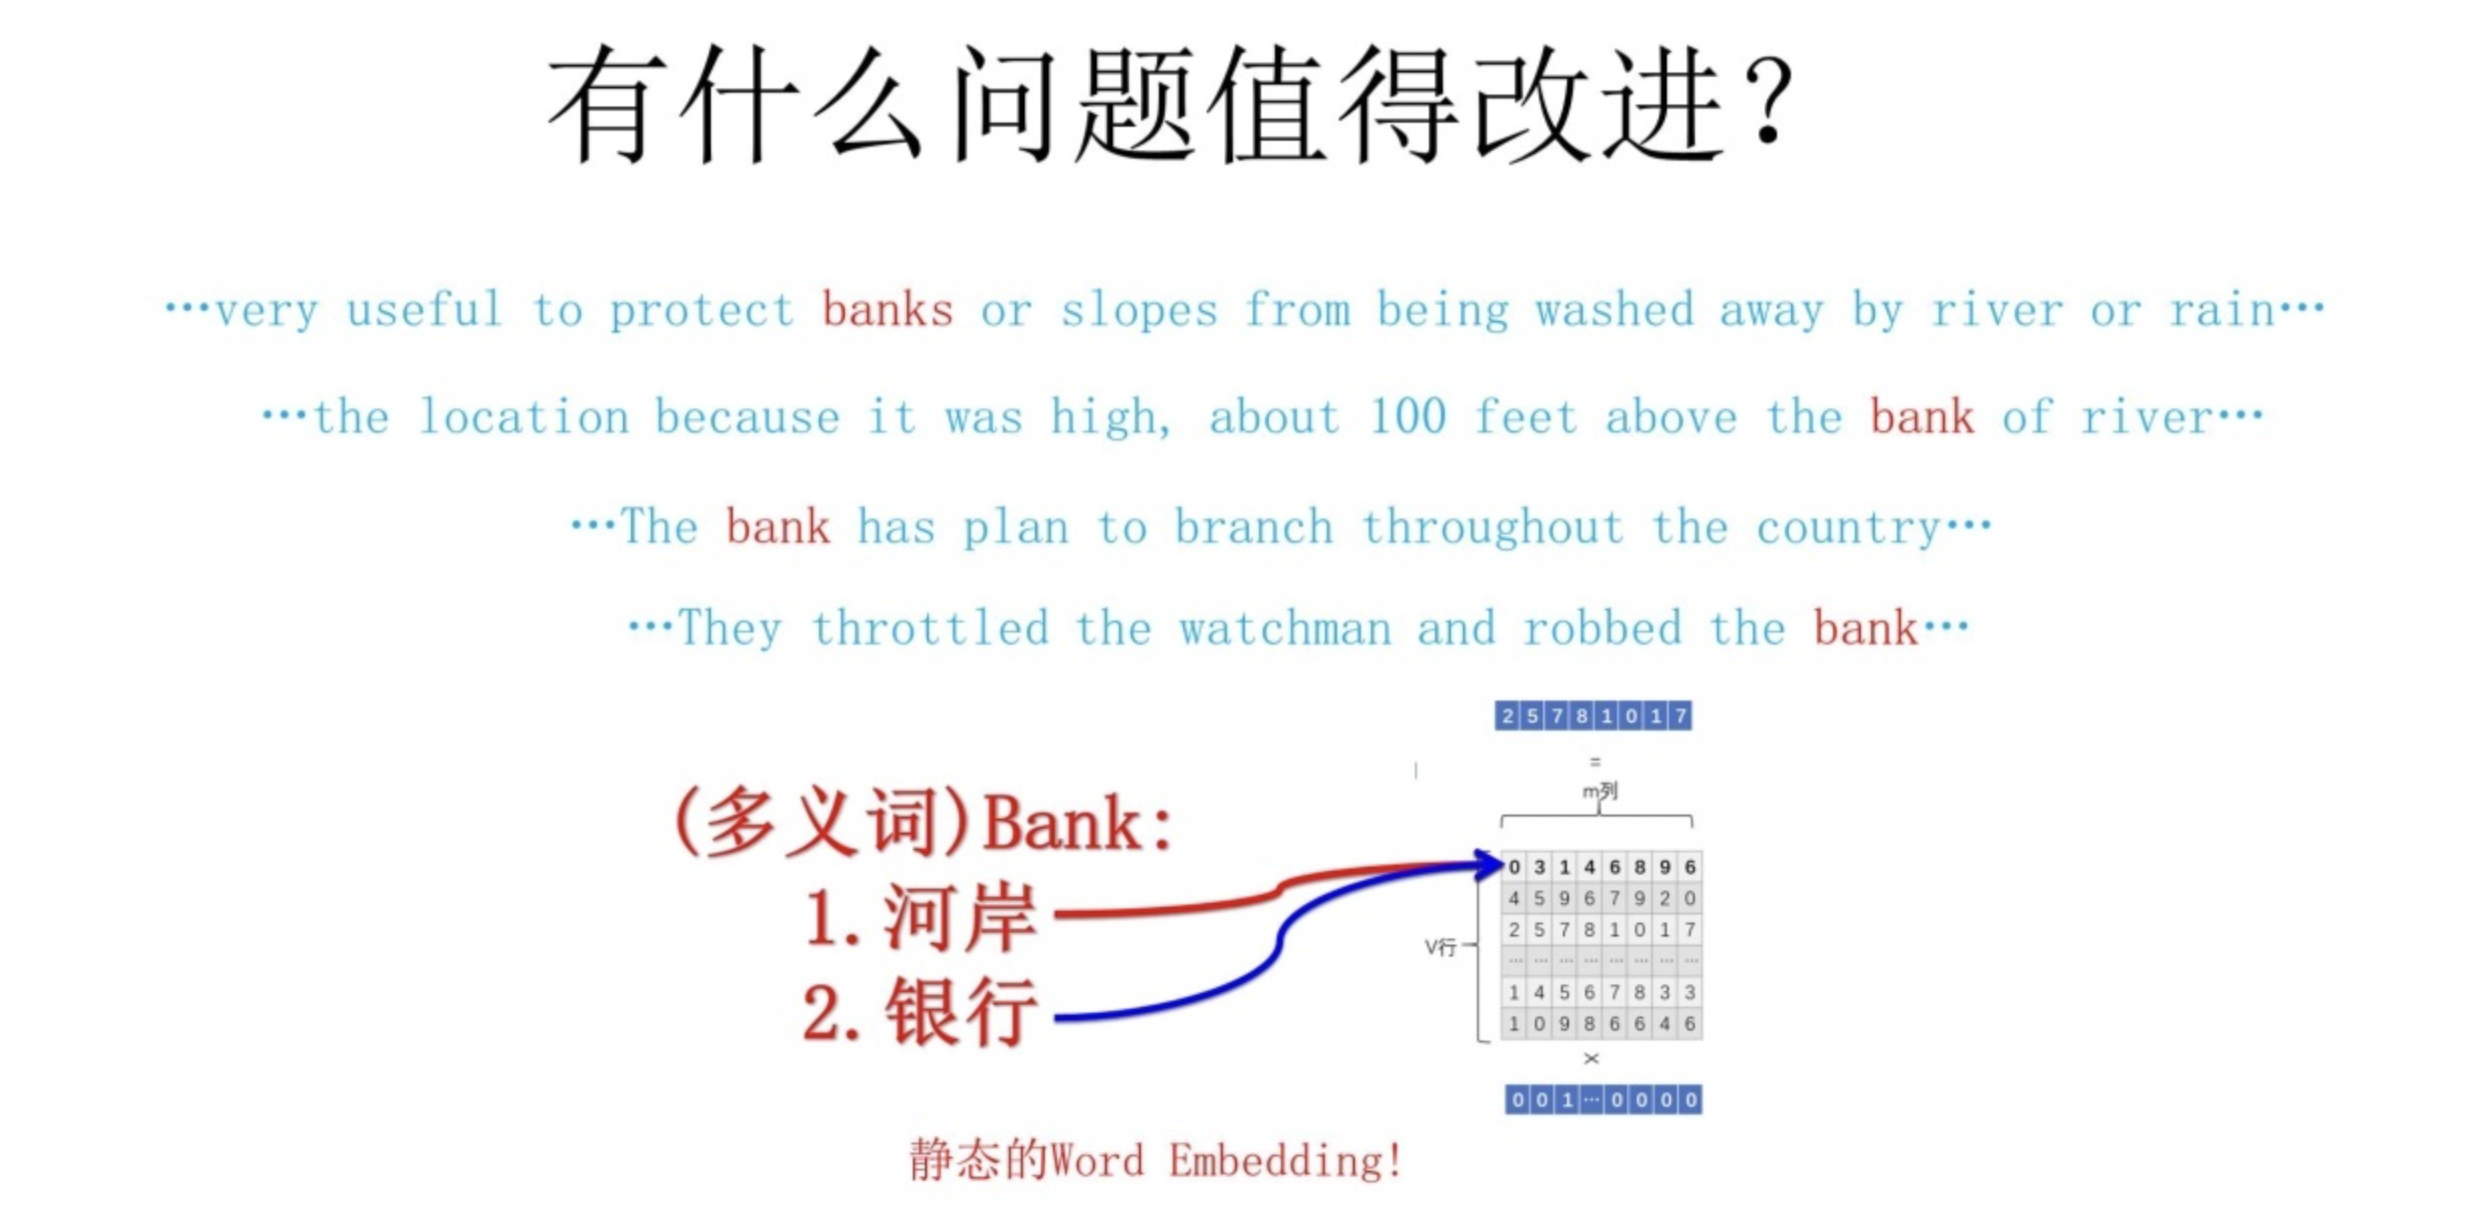 有什么问题值得改进？
…very useful to protect banks or slopes from being washed away by river or rain…
…the location because it was high, about 100 feet above the bank of river…
…The bank has plan to branch throughout the country…
…They throttled the watchman and robbed the bank…
(多义词)Bank:
1.河岸
2.银行
2 5 7 8 1 0 1 7
=
m列
V行
0 3 1 4 6 8 9 6
4 5 9 6 7 9 2 0
2 5 7 8 1 0 1 7
… … … … … … … …
1 4 5 6 7 8 3 3
1 0 9 8 6 6 4 6
×
0 0 1 … 0 0 0 0
静态的Word Embedding!